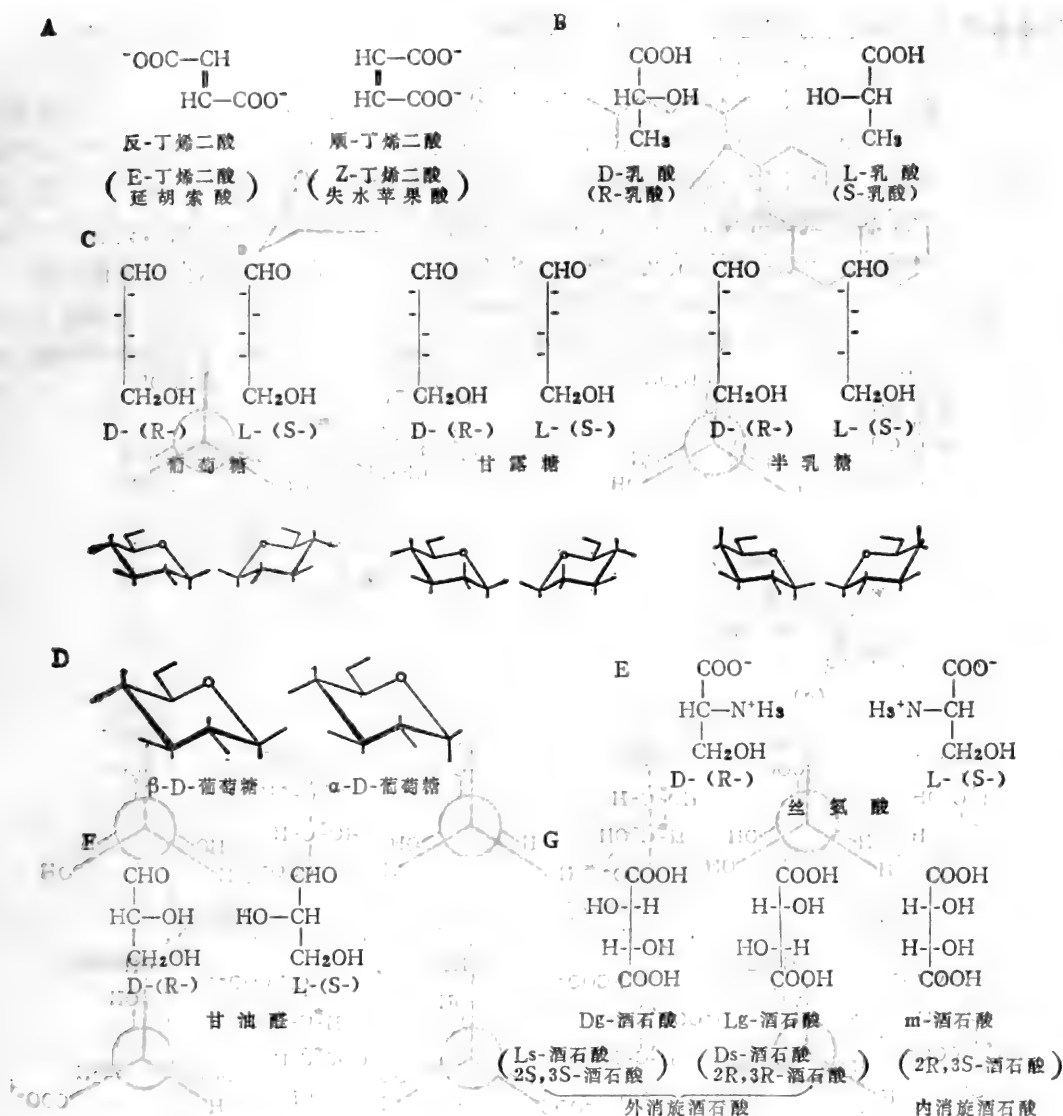 A
B
⁻OOC—CH
HC—COO⁻
HC—COO⁻
HC—COO⁻
反-丁烯二酸
顺-丁烯二酸
(E-丁烯二酸
延胡索酸)
(Z-丁烯二酸
失水苹果酸)
COOH
HC—OH
CH₃
D-乳酸
(R-乳酸)
COOH
HO—CH
CH₃
L-乳酸
(S-乳酸)
C
CHO CHO CHO CHO CHO CHO
CH₂OH CH₂OH CH₂OH CH₂OH CH₂OH CH₂OH
D- (R-) L- (S-) D- (R-) L- (S-) D- (R-) L- (S-)
葡萄糖 甘露糖 半乳糖
D
β-D-葡萄糖 α-D-葡萄糖
E
COO⁻ COO⁻
HC—N⁺H₃ H₃⁺N—CH
CH₂OH CH₂OH
D- (R-) L- (S-)
丝氨酸
F
CHO CHO
HC—OH HO—CH
CH₂OH CH₂OH
D-(R-) L-(S-)
甘油醛
G
COOH COOH COOH
HO--H H--OH H--OH
H--OH HO--H H--OH
COOH COOH COOH
Dg-酒石酸 Lg-酒石酸 m-酒石酸
(Ls-酒石酸
2S,3S-酒石酸)
(Ds-酒石酸
2R,3R-酒石酸)
(2R,3S-酒石酸)
外消旋酒石酸 内消旋酒石酸